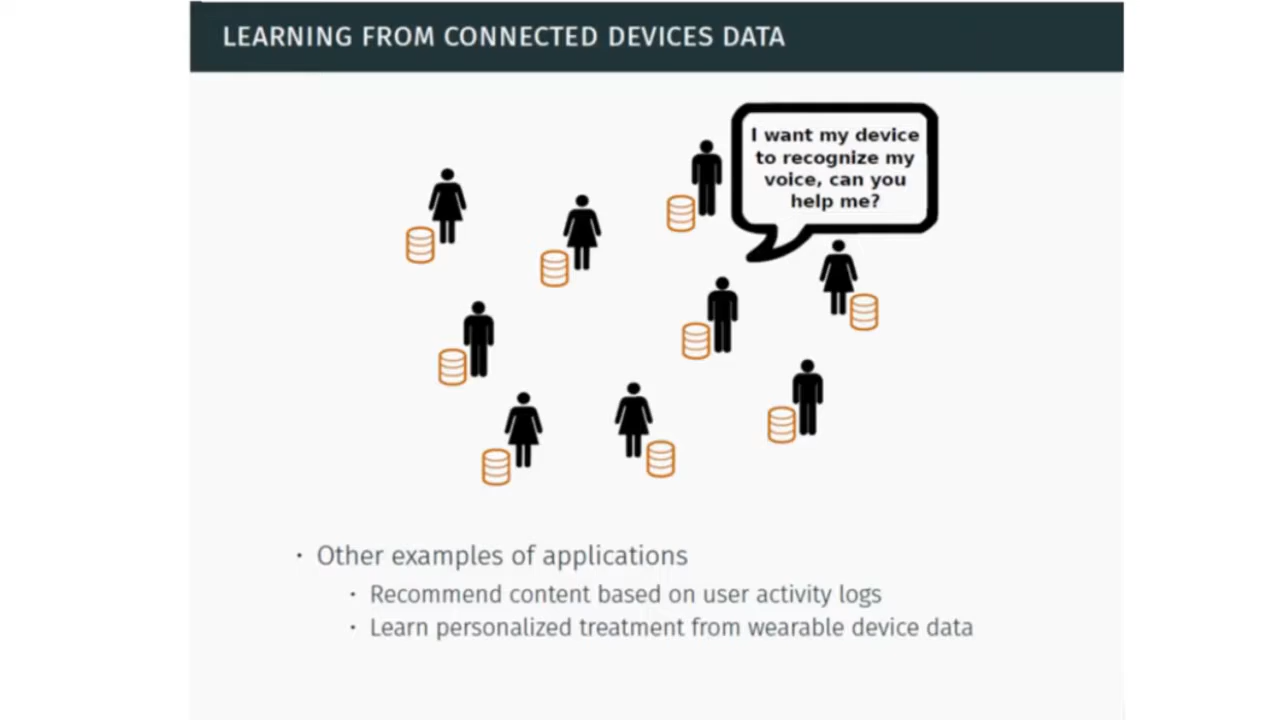 LEARNING FROM CONNECTED DEVICES DATA
I want my device
to recognize my
voice, can you
help me?
· Other examples of applications
· Recommend content based on user activity logs
· Learn personalized treatment from wearable device data